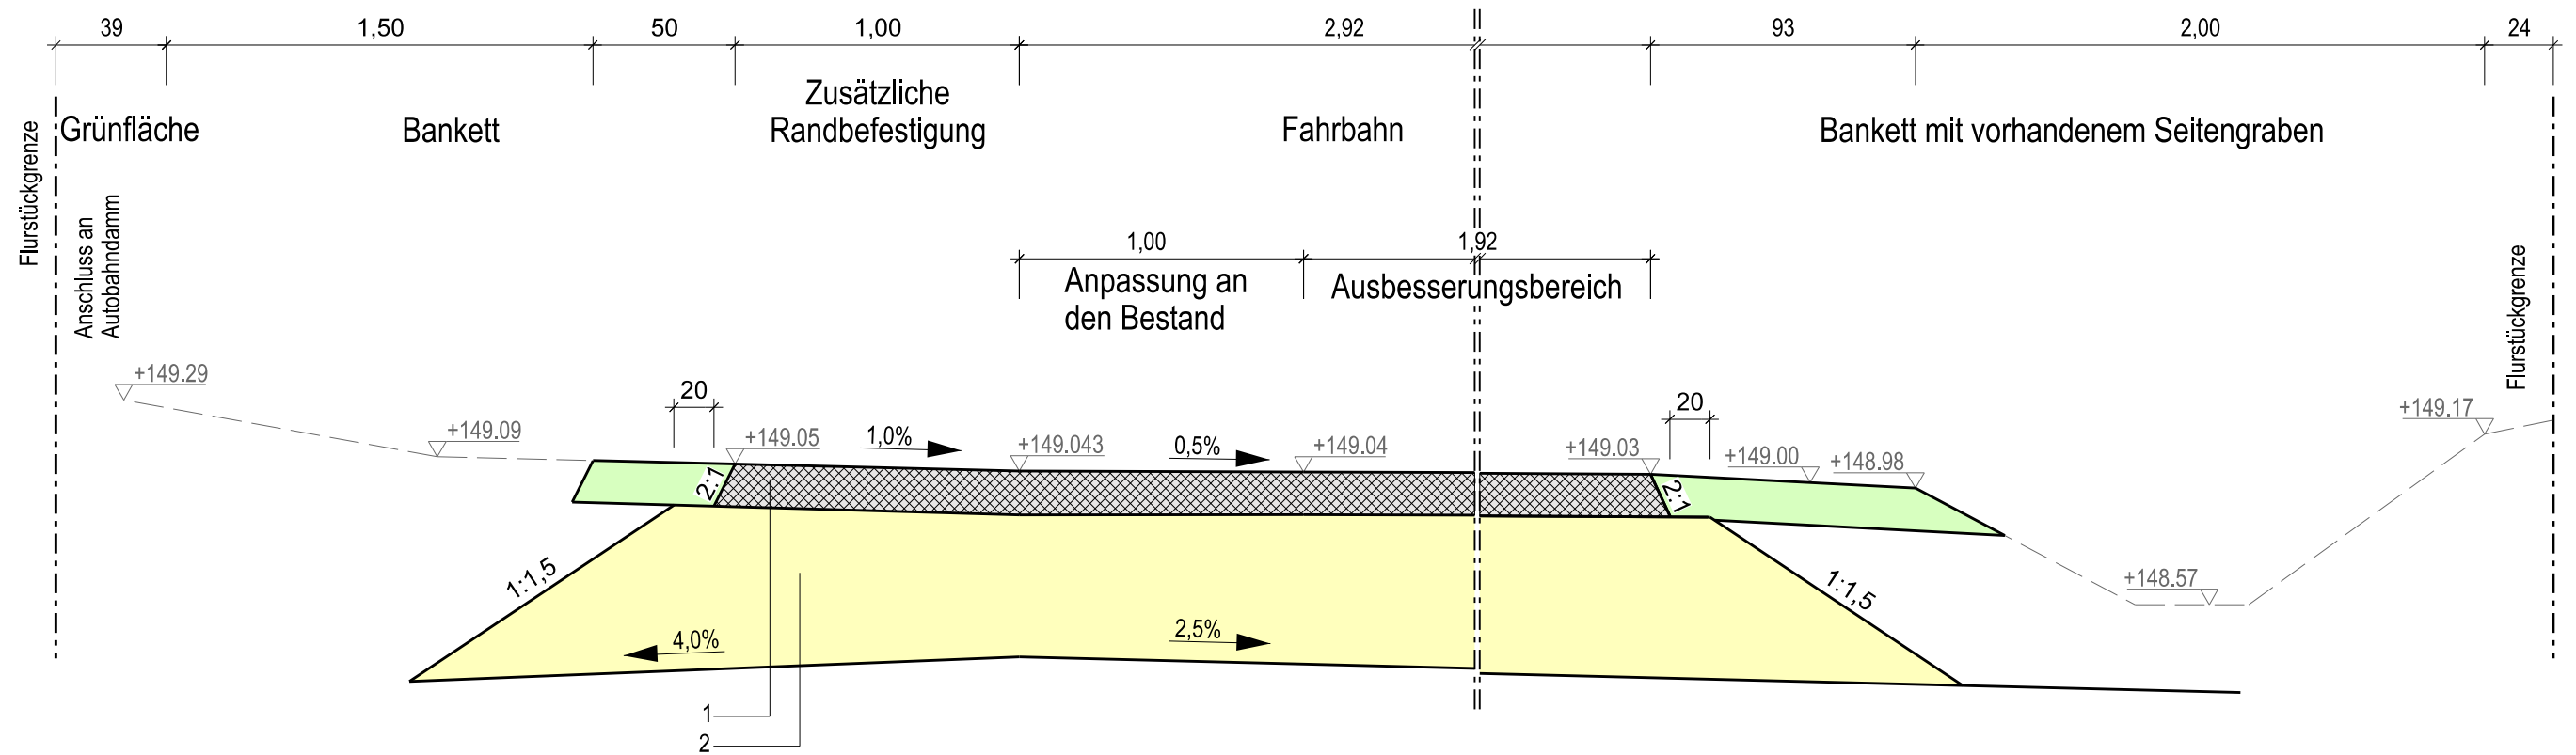 39 1,50 50 1,00 2,92 93 2,00 24
Zusätzliche
Randbefestigung
Grünfläche
Bankett
Fahrbahn
Bankett mit vorhandenem Seitengraben
Flurstückgrenze
Anschluss an
Autobahndamm
1,00 1,92
Anpassung an
den Bestand
Ausbesserungsbereich
Flurstückgrenze
+149.29
+149.09
20
+149.05
1,0%
+149.043
0,5%
+149.04
+149.03
20
+149.00
+148.98
+149.17
2:1
2:1
1:1,5
1:1,5
+148.57
4,0%
2,5%
1
2